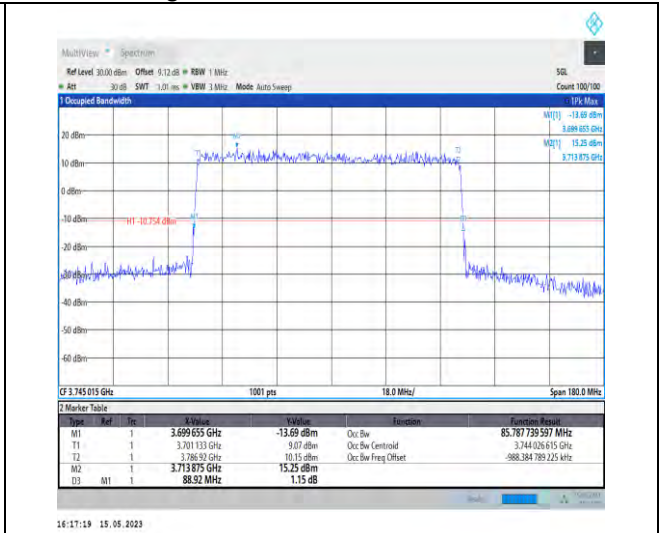 MultiView Spectrum
Ref Level 30.00 dBm Offset 9.12 dB RBW 1 MHz SGL
Att 30 dB SWT 1.01 ms VBW 3 MHz Mode Auto Sweep Count 100/100
1 Occupied Bandwidth 1Pk Max
M1[1] -13.69 dBm
3.699 655 GHz
M2[1] 15.25 dBm
3.713 875 GHz
20 dBm
10 dBm
0 dBm
-10 dBm
H1 -10.754 dBm
M1
-20 dBm
-30 dBm
-40 dBm
-50 dBm
-60 dBm
CF 3.745 015 GHz 1001 pts 18.0 MHz/ Span 180.0 MHz
2 Marker Table
Type Ref Trc X-Value Y-Value Function Function Result
M1 1 3.699 655 GHz -13.69 dBm Occ Bw 85.787 739 597 MHz
T1 1 3.701 133 GHz 9.07 dBm Occ Bw Centroid 3.744 026 615 GHz
T2 1 3.786 92 GHz 10.15 dBm Occ Bw Freq Offset -988.384 789 225 kHz
M2 1 3.713 875 GHz 15.25 dBm
D3 M1 1 88.92 MHz 1.15 dB
16:17:19 15.05.2023